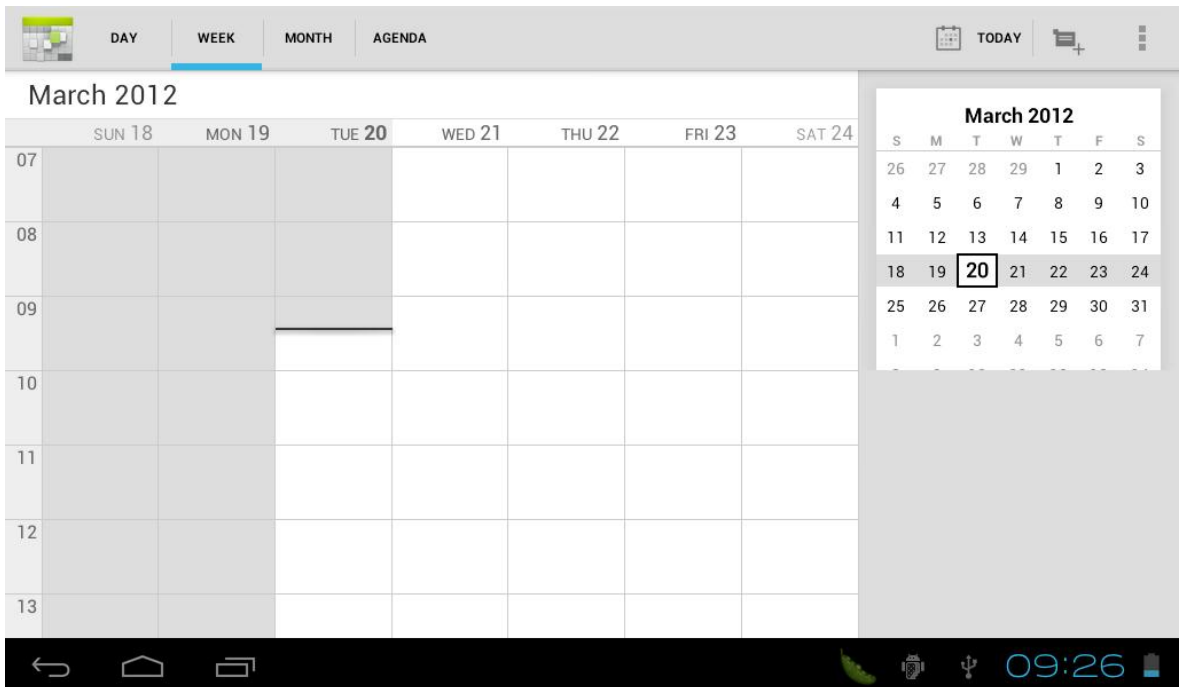 DAY WEEK MONTH AGENDA TODAY
March 2012
SUN 18 MON 19 TUE 20 WED 21 THU 22 FRI 23 SAT 24
07
08
09
10
11
12
13
March 2012
S M T W T F S
26 27 28 29 1 2 3
4 5 6 7 8 9 10
11 12 13 14 15 16 17
18 19 20 21 22 23 24
25 26 27 28 29 30 31
1 2 3 4 5 6 7
09:26